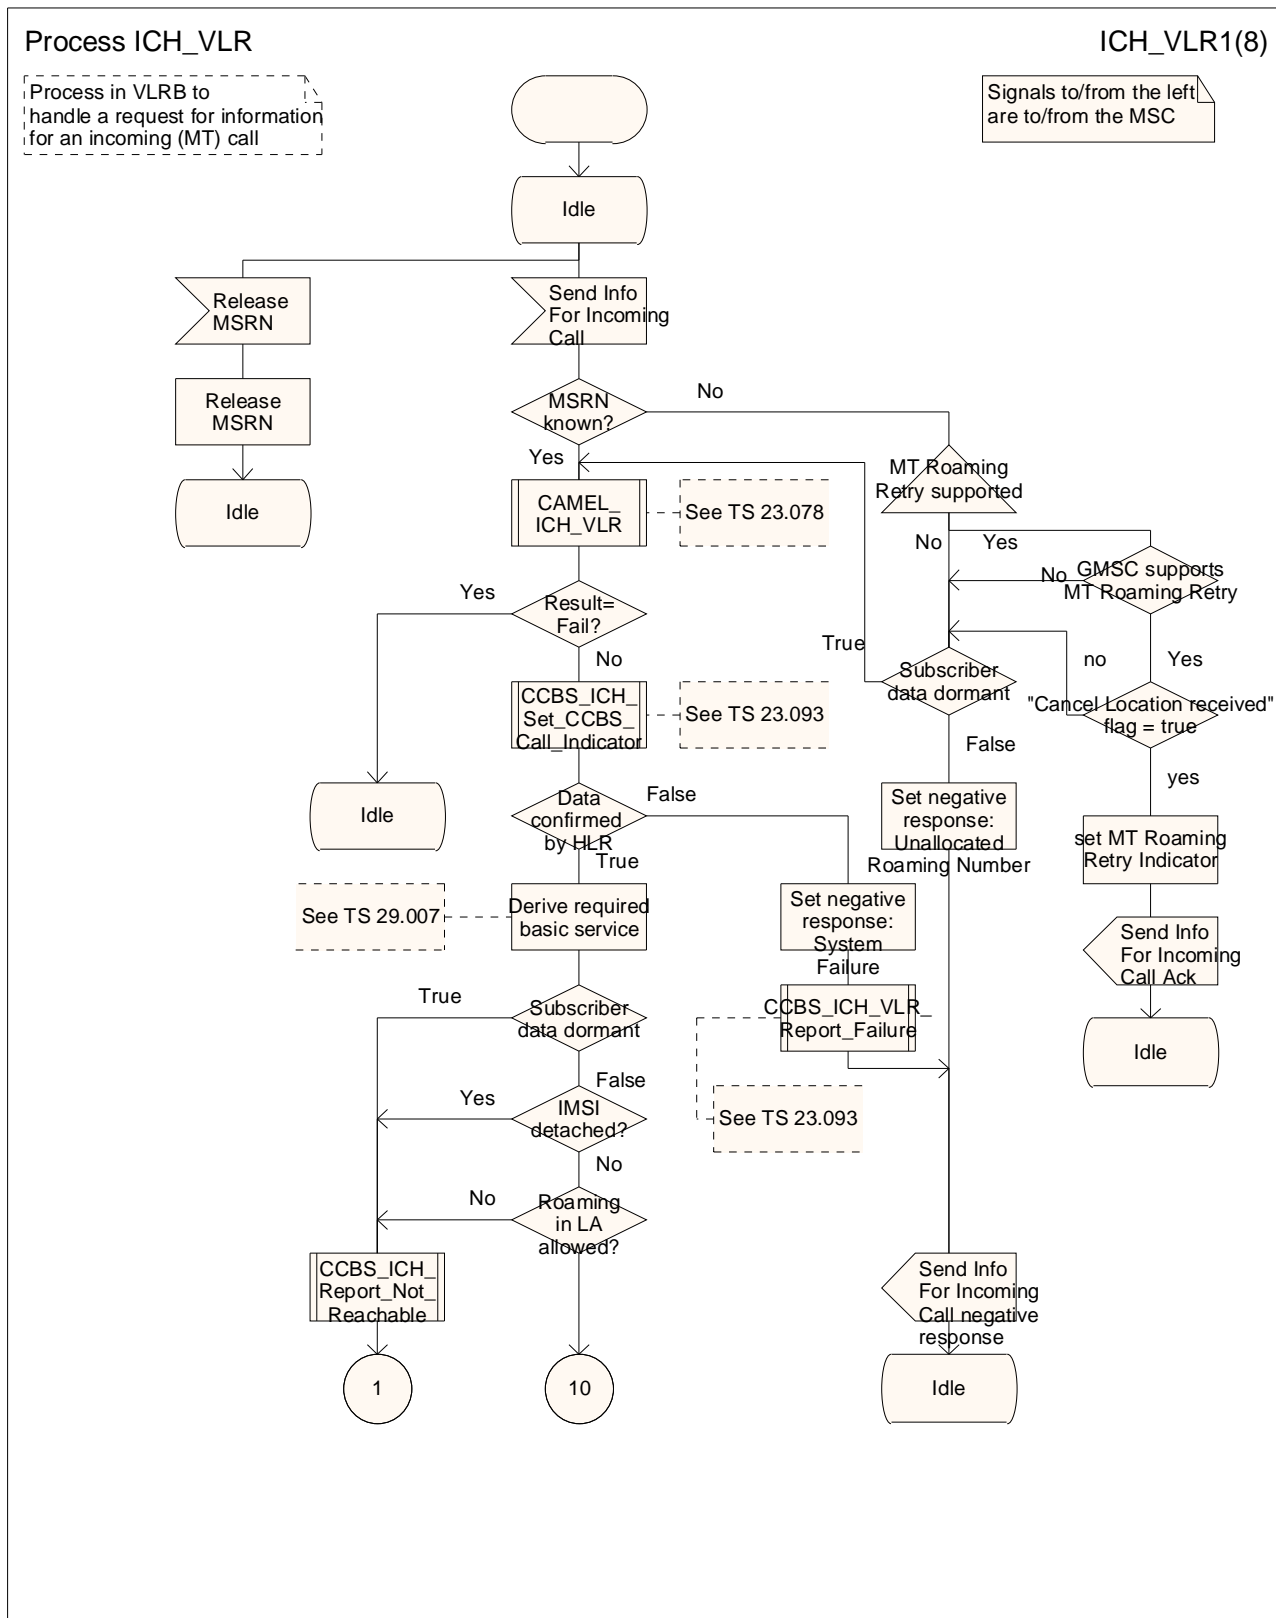 Process ICH_VLR
ICH_VLR1(8)
Process in VLRB to
handle a request for information
for an incoming (MT) call
Signals to/from the left
are to/from the MSC
Idle
Release
MSRN
Send Info
For Incoming
Call
Release
MSRN
MSRN
known?
No
Yes
MT Roaming
Retry supported
Idle
CAMEL_
ICH_VLR
See TS 23.078
No
Yes
GMSC supports
MT Roaming Retry
No
Yes
Result=
Fail?
No
True
Subscriber
data dormant
no
Yes
CCBS_ICH_
Set_CCBS_
Call_Indicator
See TS 23.093
"Cancel Location received"
flag = true
False
yes
Idle
Data
confirmed
by HLR
False
True
Set negative
response:
Unallocated
Roaming Number
set MT Roaming
Retry Indicator
See TS 29.007
Derive required
basic service
Set negative
response:
System
Failure
Send Info
For Incoming
Call Ack
True
Subscriber
data dormant
False
CCBS_ICH_VLR_
Report_Failure
Idle
Yes
IMSI
detached?
No
See TS 23.093
No
Roaming
in LA
allowed?
CCBS_ICH_
Report_Not_
Reachable
Send Info
For Incoming
Call negative
response
1
10
Idle